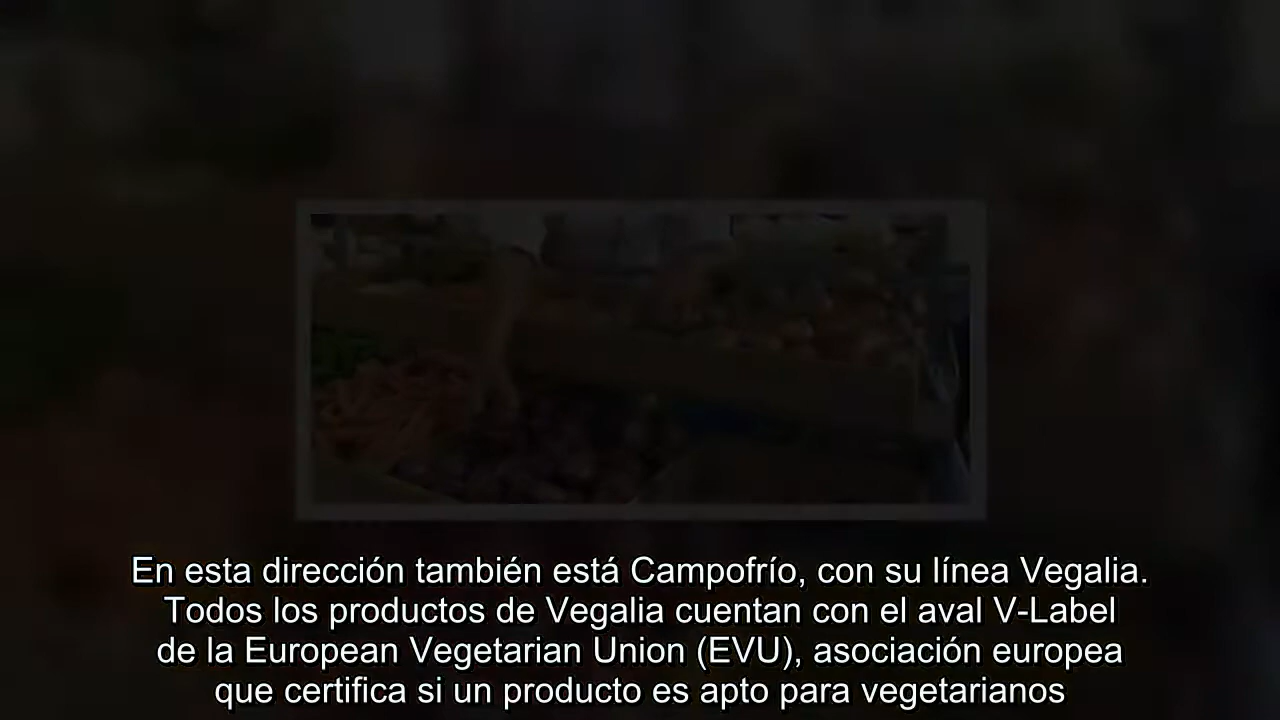 En esta dirección también está Campofrío, con su línea Vegalia.
Todos los productos de Vegalia cuentan con el aval V-Label
de la European Vegetarian Union (EVU), asociación europea
que certifica si un producto es apto para vegetarianos